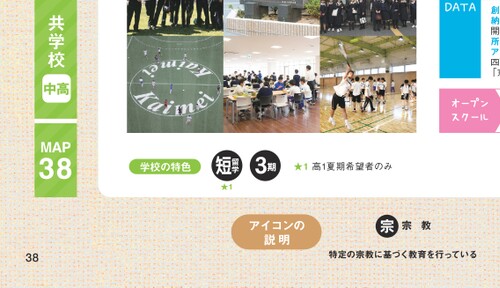 共学校
中高
MAP
38
Kaimei
Kaimei
DATA
オープン
スクール
学校の特色
短留学
3期
★1 高1夏期希望者のみ
★1
アイコンの
説明
宗 宗教
特定の宗教に基づく教育を行っている
38